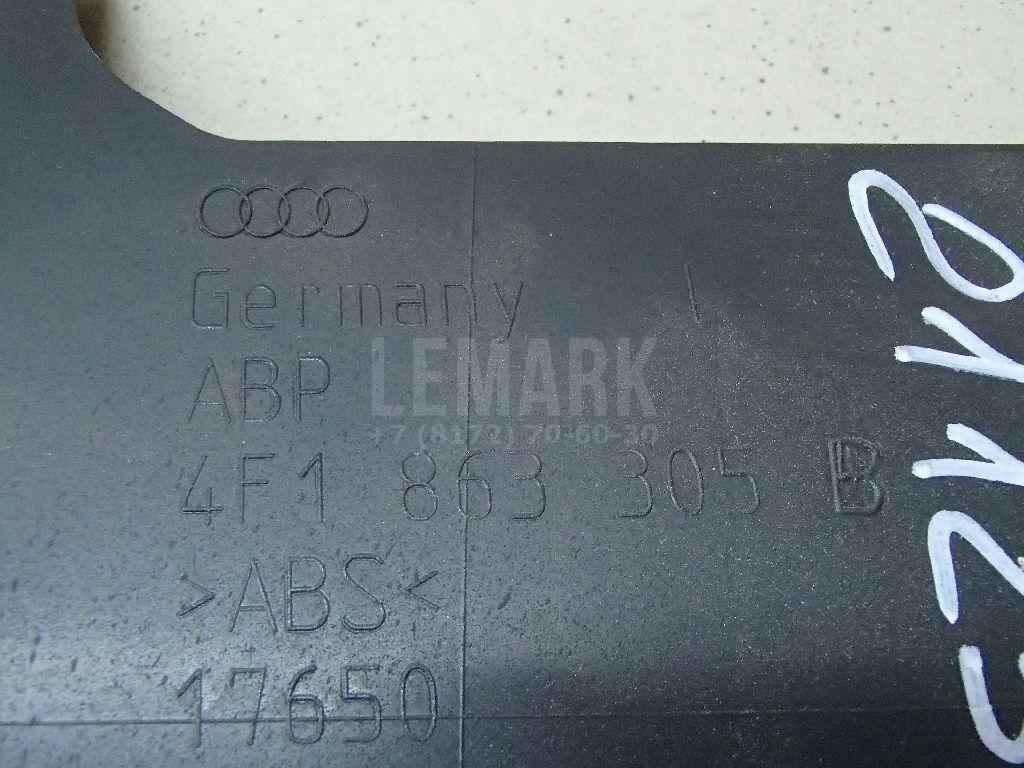 Germany L
ABP
LEMARK
+7 (8172) 70-60-30
4F1 863 305 B
>ABS<
17650